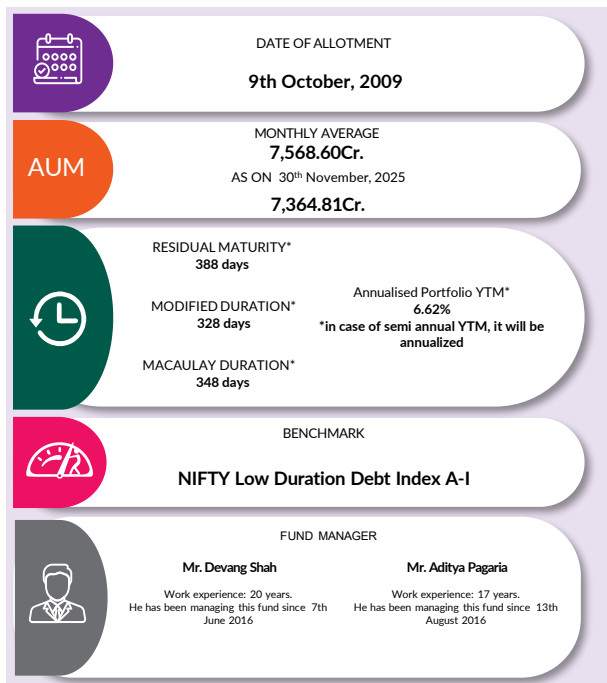 DATE OF ALLOTMENT
9th October, 2009
AUM
MONTHLY AVERAGE
7,568.60Cr.
AS ON 30th November, 2025
7,364.81Cr.
RESIDUAL MATURITY*
388 days
MODIFIED DURATION*
328 days
MACAULAY DURATION*
348 days
Annualised Portfolio YTM*
6.62%
*in case of semi annual YTM, it will be
annualized
BENCHMARK
NIFTY Low Duration Debt Index A-I
FUND MANAGER
Mr. Devang Shah
Work experience: 20 years.
He has been managing this fund since 7th
June 2016
Mr. Aditya Pagaria
Work experience: 17 years.
He has been managing this fund since 13th
August 2016